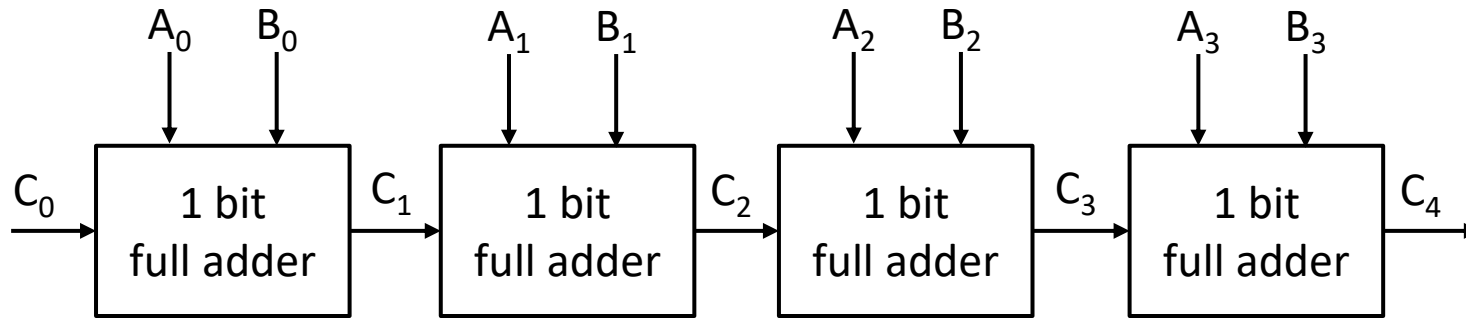 A₀ B₀ A₁ B₁ A₂ B₂ A₃ B₃
C₀ C₁ C₂ C₃ C₄
1 bit 1 bit 1 bit 1 bit
full adder full adder full adder full adder